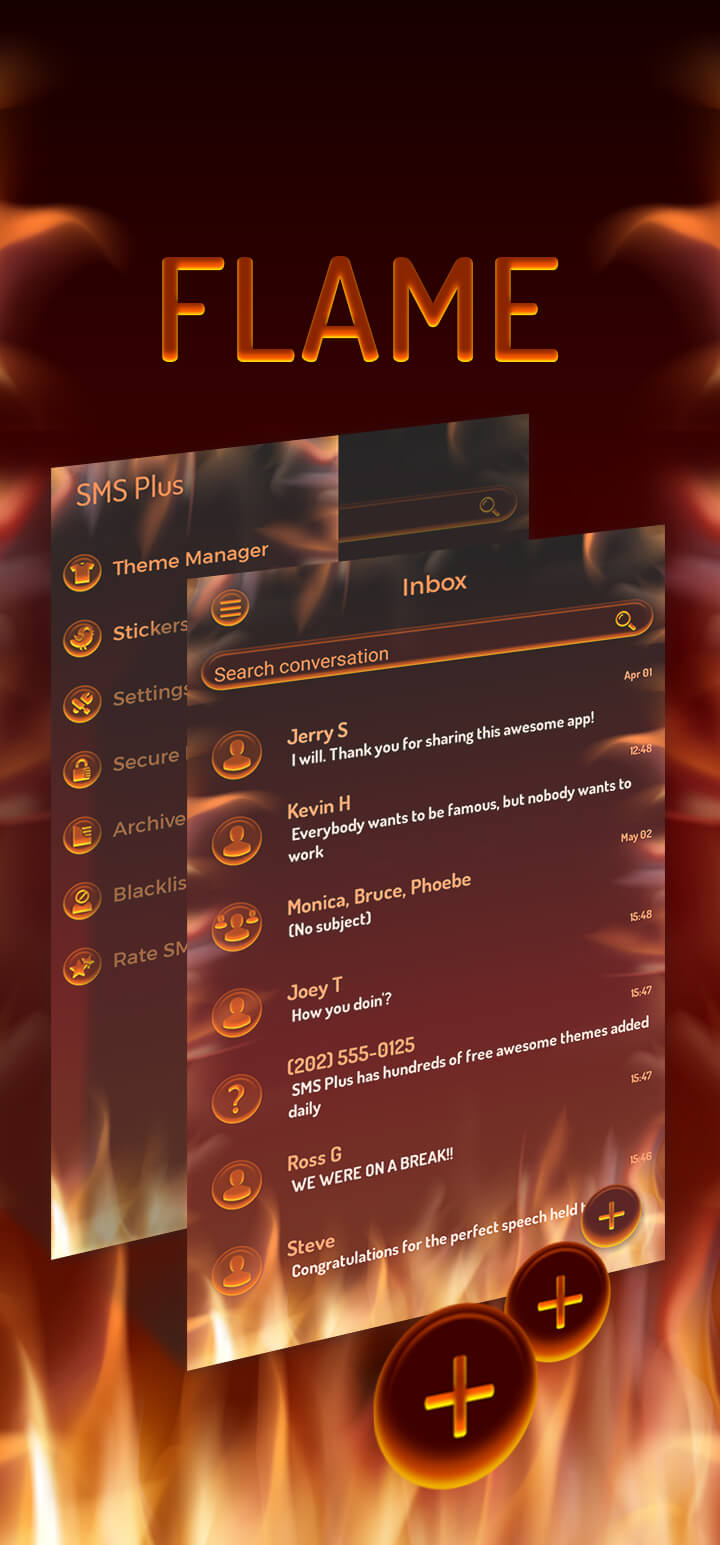 FLAME
SMS Plus
Theme Manager
Stickers
Settings
Secure
Archive
Blacklis
Rate SM
Inbox
Search conversation
Apr 01
Jerry S
I will. Thank you for sharing this awesome app!
12:48
Kevin H
Everybody wants to be famous, but nobody wants to
work
May 02
Monica, Bruce, Phoebe
(No subject)
15:48
Joey T
How you doin'?
15:47
(202) 555-0125
SMS Plus has hundreds of free awesome themes added
daily
15:47
Ross G
WE WERE ON A BREAK!!
15:46
Steve
Congratulations for the perfect speech held